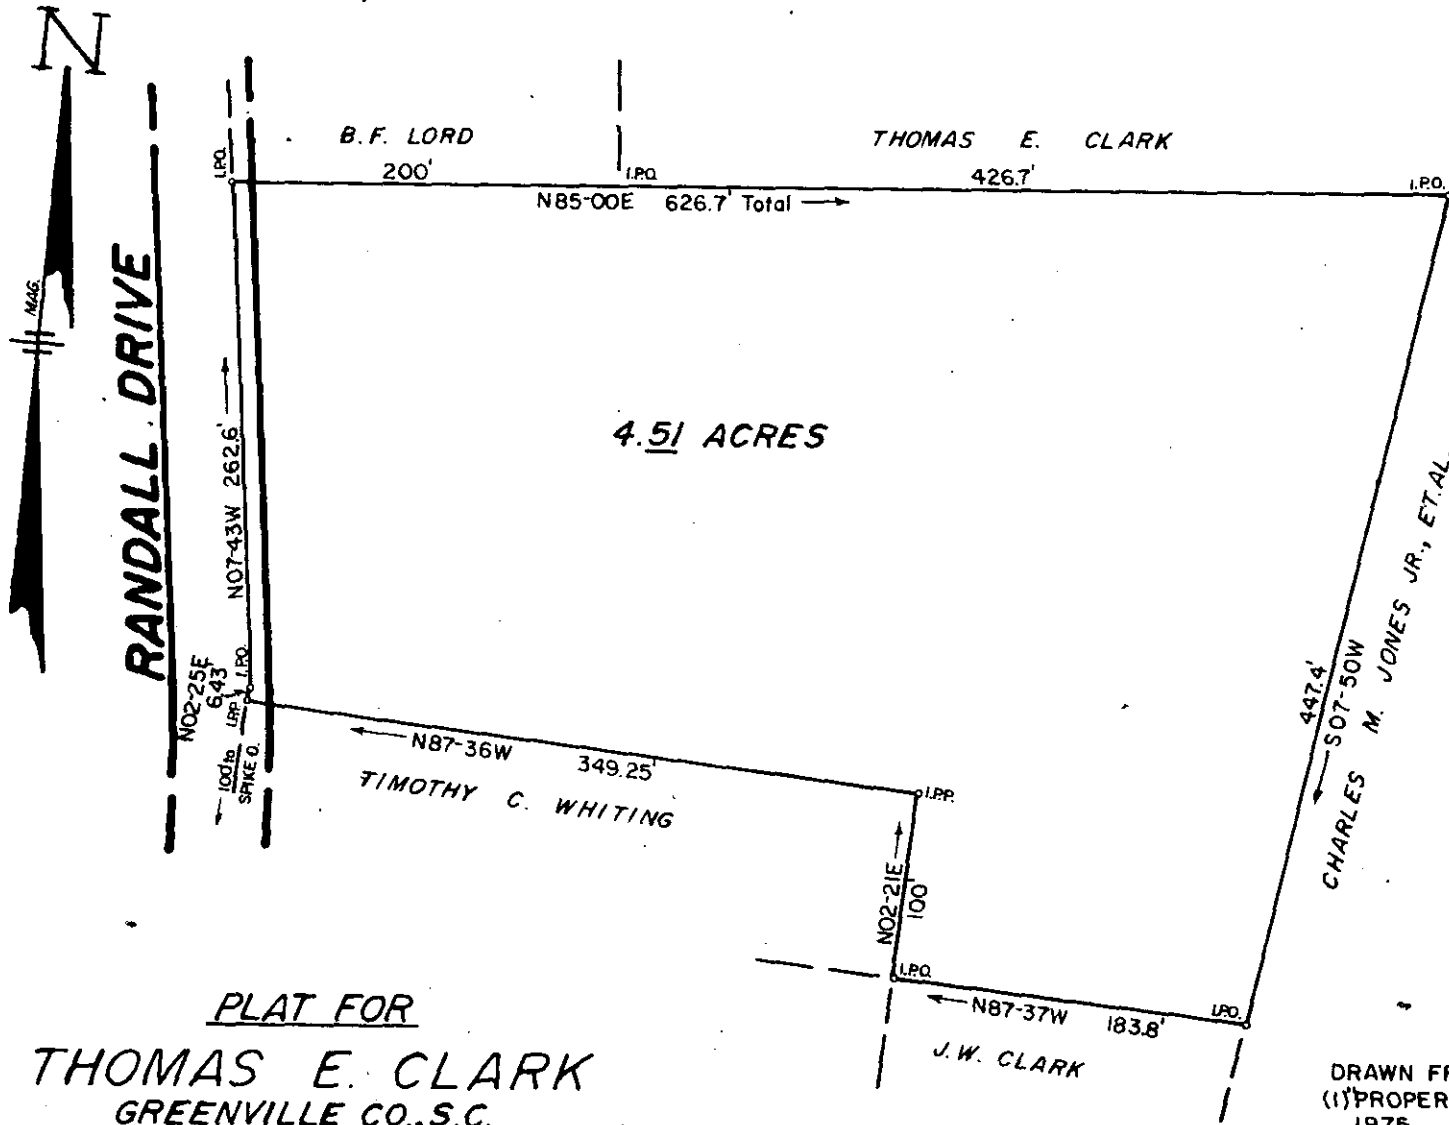 N
MAG.
RANDALL DRIVE
B.F. LORD
200'
THOMAS E. CLARK
426.7'
I.P.O.
I.P.O.
I.P.O.
N85-00E 626.7' Total
N07-43W 262.6'
4.51 ACRES
447.4'
S07-50W
CHARLES M. JONES JR., ET. AL.
N02-25E
6.43'
I.P.P.
I.P.O.
100' to
SPIKE O.
N87-36W 349.25'
TIMOTHY C. WHITING
I.P.P.
N02-21E
100'
I.P.O.
N87-37W 183.8'
I.P.O.
J.W. CLARK
PLAT FOR
THOMAS E. CLARK
GREENVILLE CO., S.C.
DRAWN
(1)